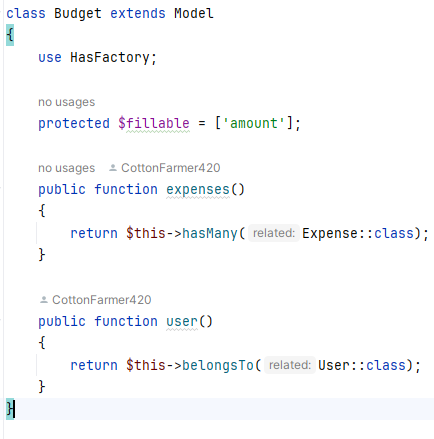 class Budget extends Model
{
use HasFactory;
no usages
protected $fillable = ['amount'];
no usages CottonFarmer420
public function expenses()
{
return $this->hasMany( related: Expense::class);
}
CottonFarmer420
public function user()
{
return $this->belongsTo( related: User::class);
}
}